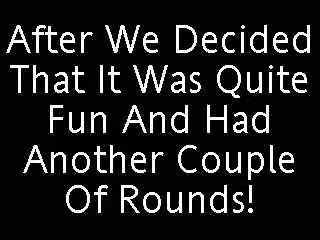 After We Decided
That It Was Quite
Fun And Had
Another Couple
Of Rounds!